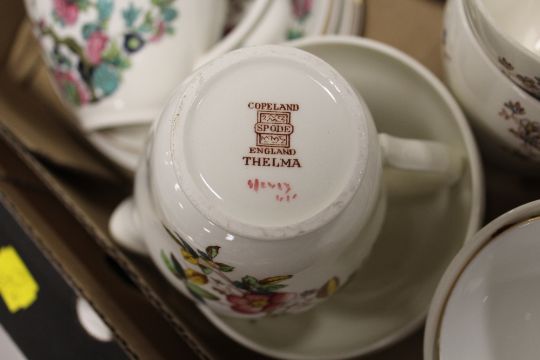 COPELAND
SPODE
ENGLAND
THELMA